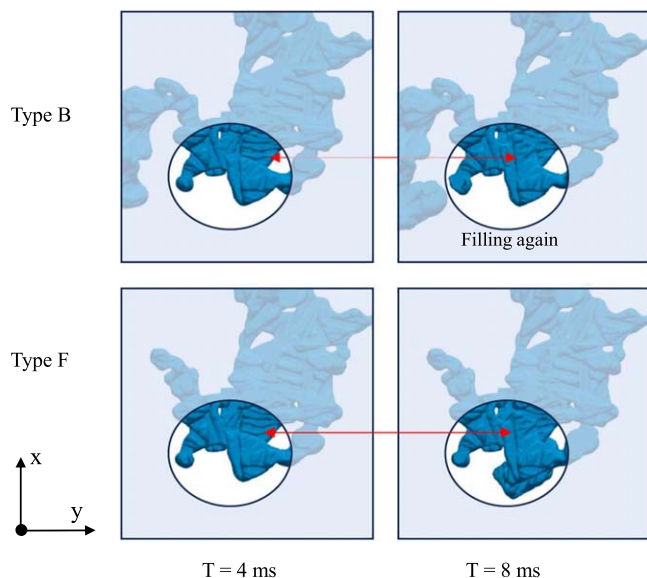 Type B
Filling again
Type F
x
y
T = 4 ms
T = 8 ms